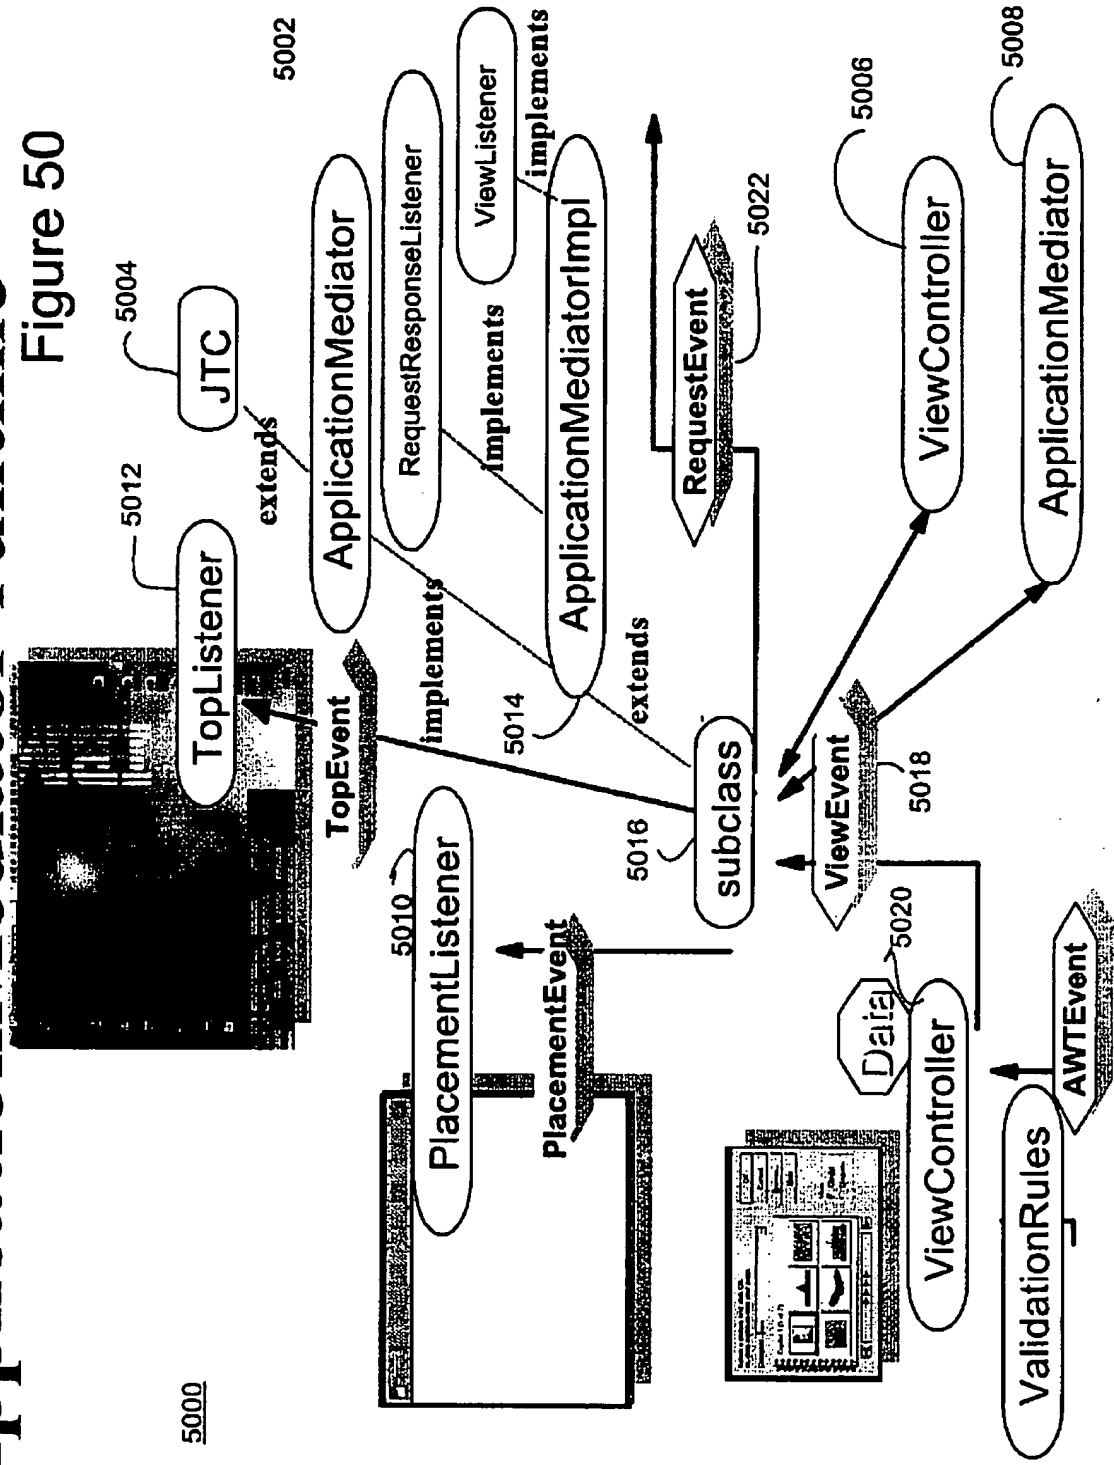 Figure 50
5000
5002
5004
JTC
5012
TopListener
extends
ApplicationMediator
RequestResponseListener
ViewListener
implements
implements
implements
TopEvent
ApplicationMediatorImpl
5014
extends
5010
PlacementListener
PlacementEvent
5016
subclass
RequestEvent
5022
5006
ViewController
5008
ApplicationMediator
ViewEvent
5018
5020
Data
ViewController
AWTEvent
ValidationRules